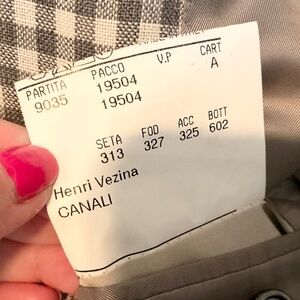 PARTITA PACCO V.P CART
9035 19504 A
19504
SETA FOD ACC BOTT
313 327 325 602
Henri Vezina
CANALI